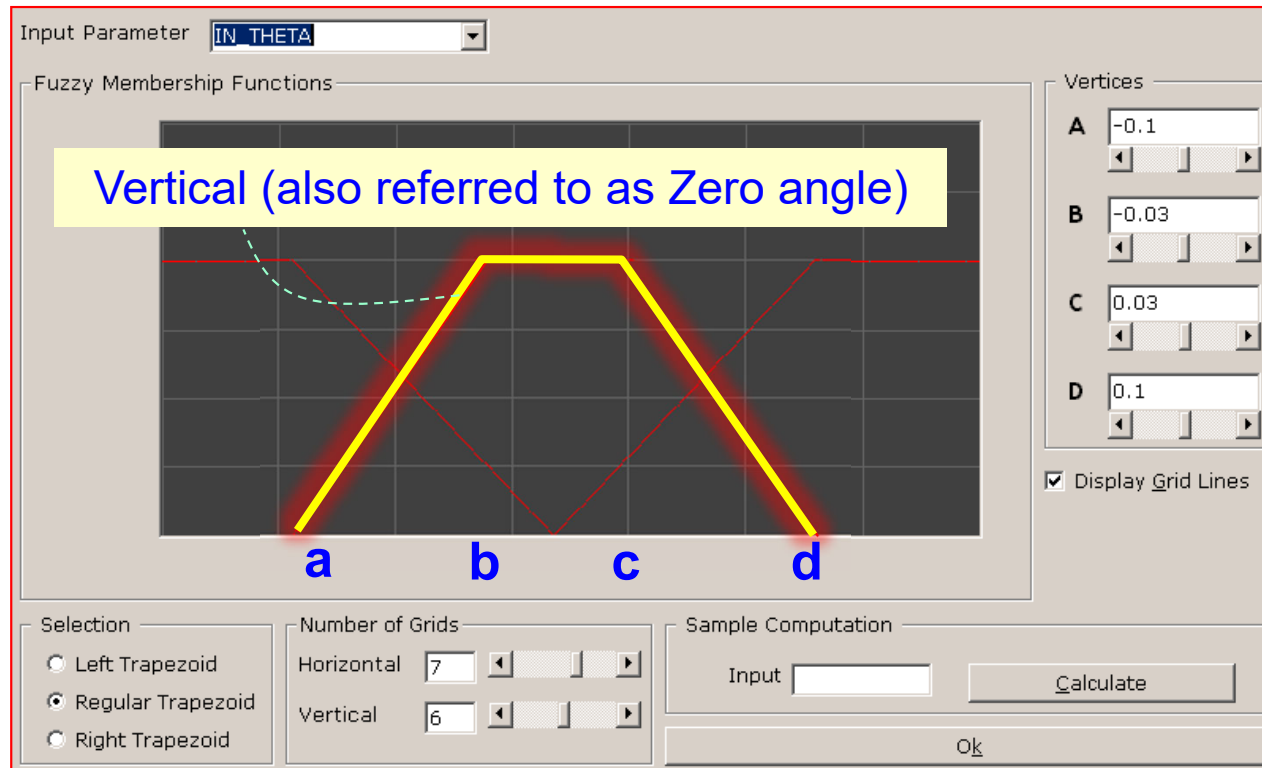 Input Parameter IN_THETA
Fuzzy Membership Functions
Vertical (also referred to as Zero angle)
a b c d
Vertices
A -0.1
B -0.03
C 0.03
D 0.1
Display Grid Lines
Selection
Left Trapezoid
Regular Trapezoid
Right Trapezoid
Number of Grids
Horizontal 7
Vertical 6
Sample Computation
Input
Calculate
Ok